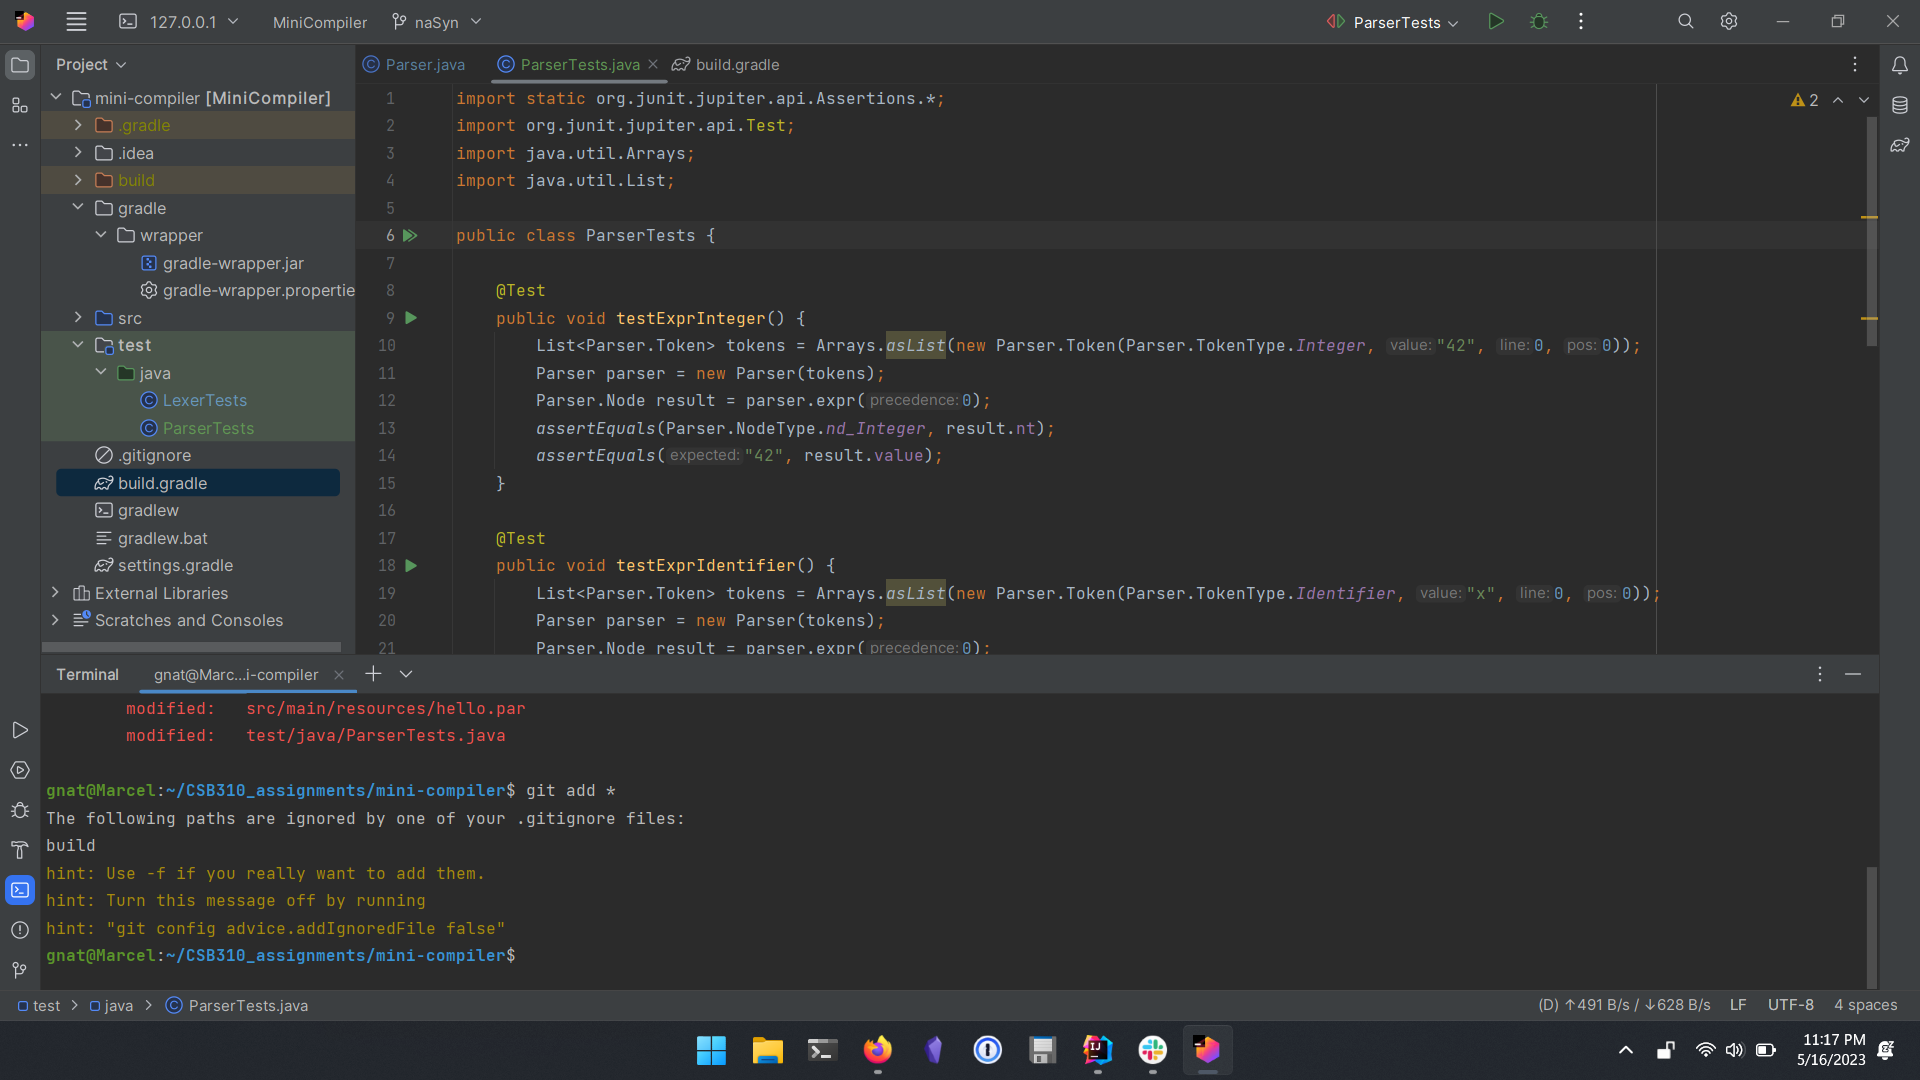 127.0.0.1 MiniCompiler naSyn ParserTests
Project
mini-compiler [MiniCompiler]
.gradle
.idea
build
gradle
wrapper
gradle-wrapper.jar
gradle-wrapper.propertie
src
test
java
LexerTests
ParserTests
.gitignore
build.gradle
gradlew
gradlew.bat
settings.gradle
External Libraries
Scratches and Consoles
Parser.java ParserTests.java build.gradle
2
1 import static org.junit.jupiter.api.Assertions.*;
2 import org.junit.jupiter.api.Test;
3 import java.util.Arrays;
4 import java.util.List;
5
6 public class ParserTests {
7
8 @Test
9 public void testExprInteger() {
10 List<Parser.Token> tokens = Arrays.asList(new Parser.Token(Parser.TokenType.Integer, value: "42", line: 0, pos: 0));
11 Parser parser = new Parser(tokens);
12 Parser.Node result = parser.expr( precedence: 0);
13 assertEquals(Parser.NodeType.nd_Integer, result.nt);
14 assertEquals( expected: "42", result.value);
15 }
16
17 @Test
18 public void testExprIdentifier() {
19 List<Parser.Token> tokens = Arrays.asList(new Parser.Token(Parser.TokenType.Identifier, value: "x", line: 0, pos: 0));
20 Parser parser = new Parser(tokens);
21 Parser.Node result = parser.expr( precedence: 0);
Terminal gnat@Marc...i-compiler
modified: src/main/resources/hello.par
modified: test/java/ParserTests.java
gnat@Marcel:~/CSB310_assignments/mini-compiler$ git add *
The following paths are ignored by one of your .gitignore files:
build
hint: Use -f if you really want to add them.
hint: Turn this message off by running
hint: "git config advice.addIgnoredFile false"
gnat@Marcel:~/CSB310_assignments/mini-compiler$
test > java > ParserTests.java
(D) ↑491 B/s / ↓628 B/s LF UTF-8 4 spaces
11:17 PM
5/16/2023